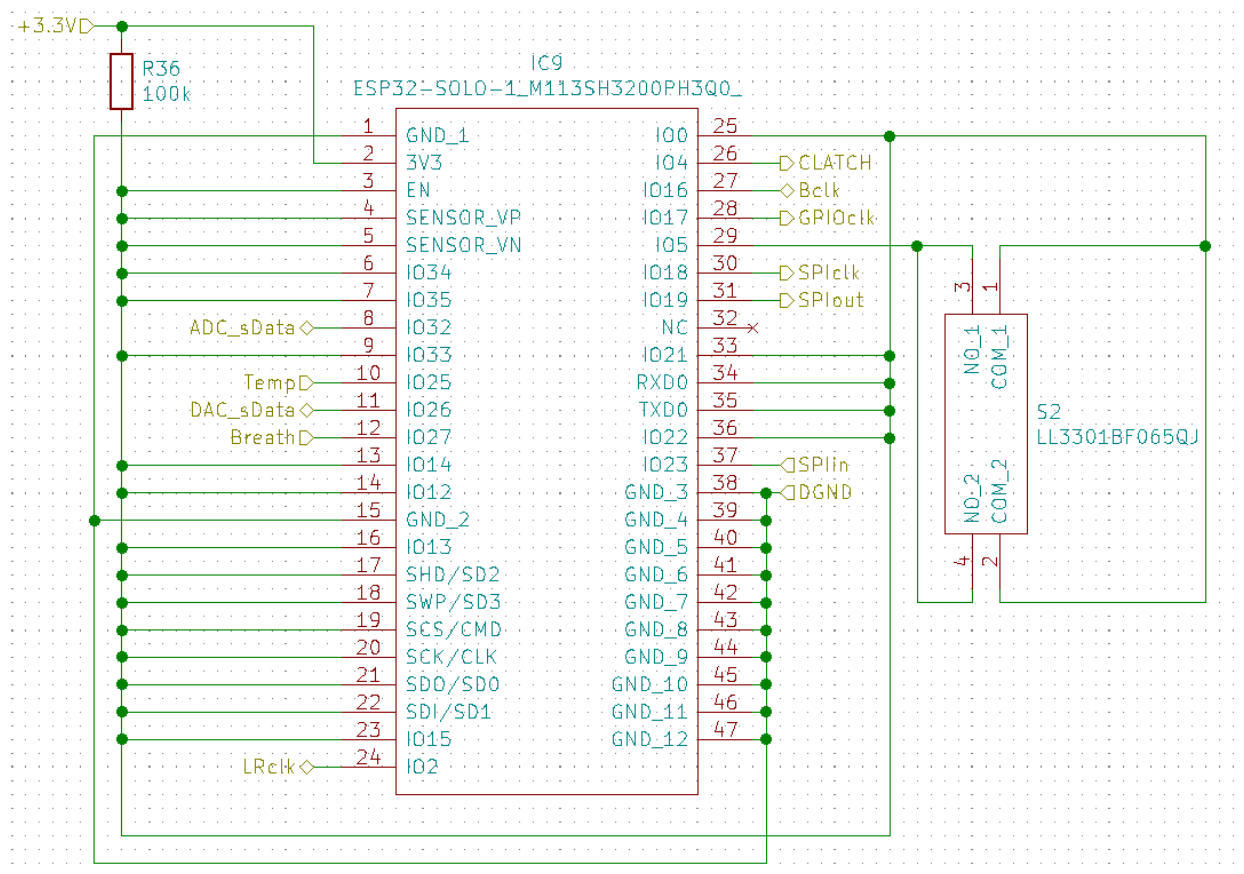 +3.3V
R36
100k
IC9
ESP32-SOLO-1_M113SH3200PH3Q0_
1 GND_1
2 3V3
3 EN
4 SENSOR_VP
5 SENSOR_VN
6 IO34
7 IO35
ADC_sData 8 IO32
9 IO33
Temp 10 IO25
DAC_sData 11 IO26
Breath 12 IO27
13 IO14
14 IO12
15 GND_2
16 IO13
17 SHD/SD2
18 SWP/SD3
19 SCS/CMD
20 SCK/CLK
21 SDO/SD0
22 SDI/SD1
23 IO15
LRclk 24 IO2
IO0 25
IO4 26 CLATCH
IO16 27 Bclk
IO17 28 GPIOclk
IO5 29
IO18 30 SPIclk
IO19 31 SPIout
NC 32
IO21 33
RXD0 34
TXD0 35
IO22 36
IO23 37 SPIin
GND_3 38 DGND
GND_4 39
GND_5 40
GND_6 41
GND_7 42
GND_8 43
GND_9 44
GND_10 45
GND_11 46
GND_12 47
3 NO_1
1 COM_1
NO_2 4
COM_2 2
S2
LL3301BF065QJ